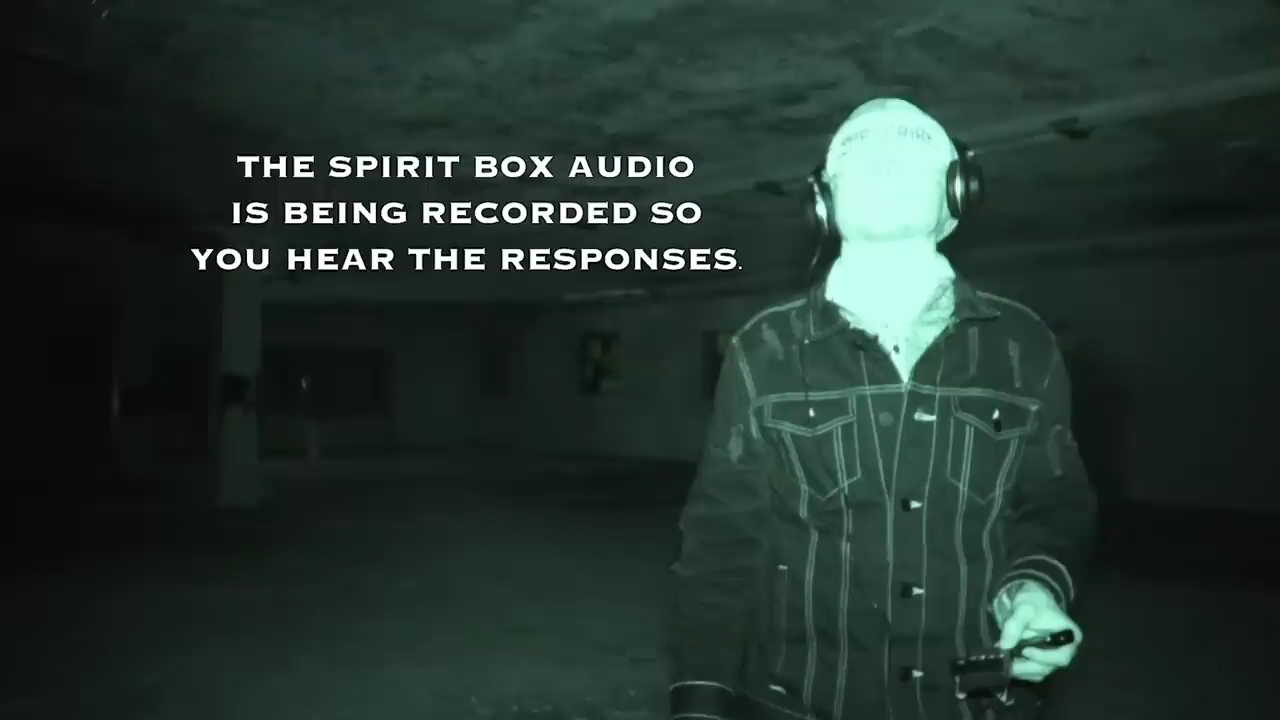 THE SPIRIT BOX AUDIO
IS BEING RECORDED SO
YOU HEAR THE RESPONSES.